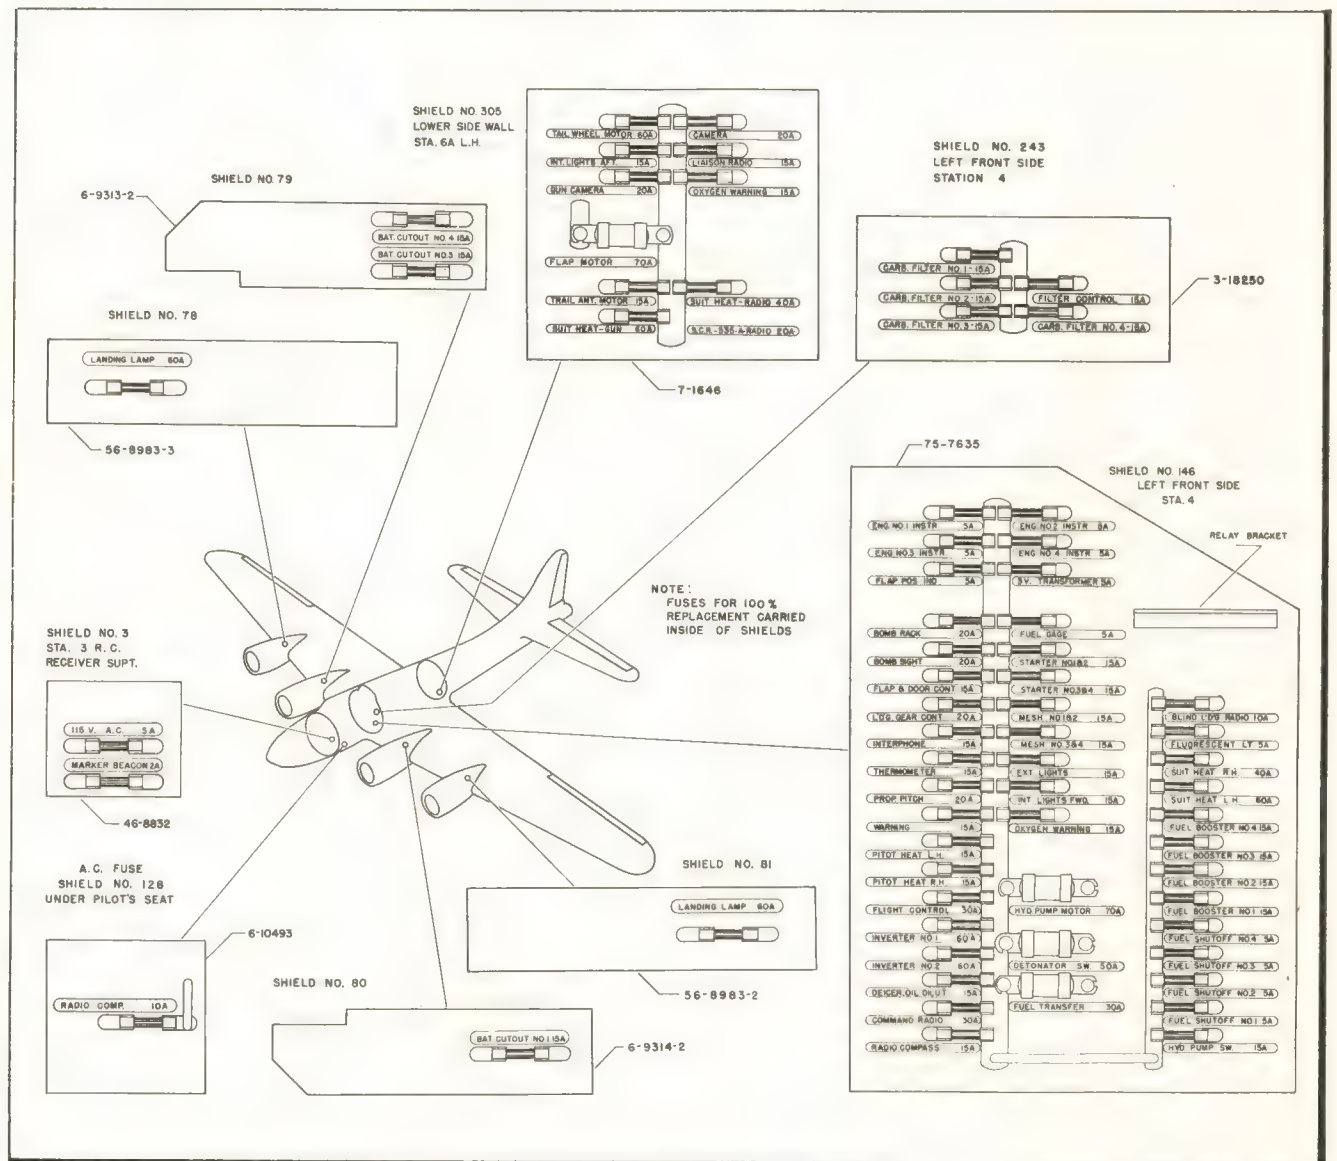 SHIELD NO. 305
LOWER SIDE WALL
STA. 6A L.H.
TAIL WHEEL MOTOR 60A
CAMERA 20A
INT. LIGHTS AFT. 15A
LIAISON RADIO 15A
GUN CAMERA 20A
OXYGEN WARNING 15A
FLAP MOTOR 70A
TRAIL ANT. MOTOR 15A
SUIT HEAT-RADIO 40A
SUIT HEAT-GUN 60A
S.C.R.-535-A-RADIO 20A
7-1646
SHIELD NO. 243
LEFT FRONT SIDE
STATION 4
CARB. FILTER NO. 1-15A
CARB. FILTER NO. 2-15A
FILTER CONTROL 15A
CARB. FILTER NO. 3-15A
CARB. FILTER NO. 4-15A
3-18250
SHIELD NO. 79
6-9313-2
BAT. CUTOUT NO. 4 15A
BAT. CUTOUT NO. 3 15A
SHIELD NO. 78
LANDING LAMP 60A
56-8983-3
NOTE:
FUSES FOR 100%
REPLACEMENT CARRIED
INSIDE OF SHIELDS
SHIELD NO. 3
STA. 3 R.C.
RECEIVER SUPT.
115 V. A.C. 5A
MARKER BEACON 2A
46-8832
A.C. FUSE
SHIELD NO. 128
UNDER PILOT'S SEAT
6-10493
RADIO COMP. 10A
SHIELD NO. 80
BAT CUTOUT NO 1 15A
6-9314-2
SHIELD NO. 81
LANDING LAMP 60A
56-8983-2
75-7635
SHIELD NO. 146
LEFT FRONT SIDE
STA. 4
RELAY BRACKET
ENG. NO. 1 INSTR 5A
ENG NO.2 INSTR 5A
ENG NO.3 INSTR 5A
ENG NO.4 INSTR 5A
FLAP POS IND. 5A
5V. TRANSFORMER 5A
BOMB RACK 20A
FUEL GAGE 5A
BOMB SIGHT 20A
STARTER NO.1&2 15A
FLAP & DOOR CONT 15A
STARTER NO.3&4 15A
L'D'G. GEAR CONT. 20A
MESH NO.1&2 15A
INTERPHONE 15A
MESH NO.3&4 15A
THERMOMETER 15A
EXT LIGHTS 15A
PROP. PITCH 20A
INT LIGHTS FWD. 15A
WARNING 15A
OXYGEN WARNING 15A
PITOT HEAT L.H. 15A
PITOT HEAT R.H. 15A
FLIGHT CONTROL 30A
HYD PUMP MOTOR 70A
INVERTER NO.1 60A
INVERTER NO.2 60A
DETONATOR SW 50A
DEICER, OIL DILUT 15A
FUEL TRANSFER 30A
COMMAND RADIO 30A
RADIO COMPASS 15A
BLIND L'D'G RADIO 10A
FLUORESCENT LT 5A
SUIT HEAT R.H. 40A
SUIT HEAT L.H. 60A
FUEL BOOSTER NO.4 15A
FUEL BOOSTER NO.3 15A
FUEL BOOSTER NO.2 15A
FUEL BOOSTER NO.1 15A
FUEL SHUTOFF NO.4 5A
FUEL SHUTOFF NO.3 5A
FUEL SHUTOFF NO.2 5A
FUEL SHUTOFF NO.1 5A
HYD PUMP SW. 15A